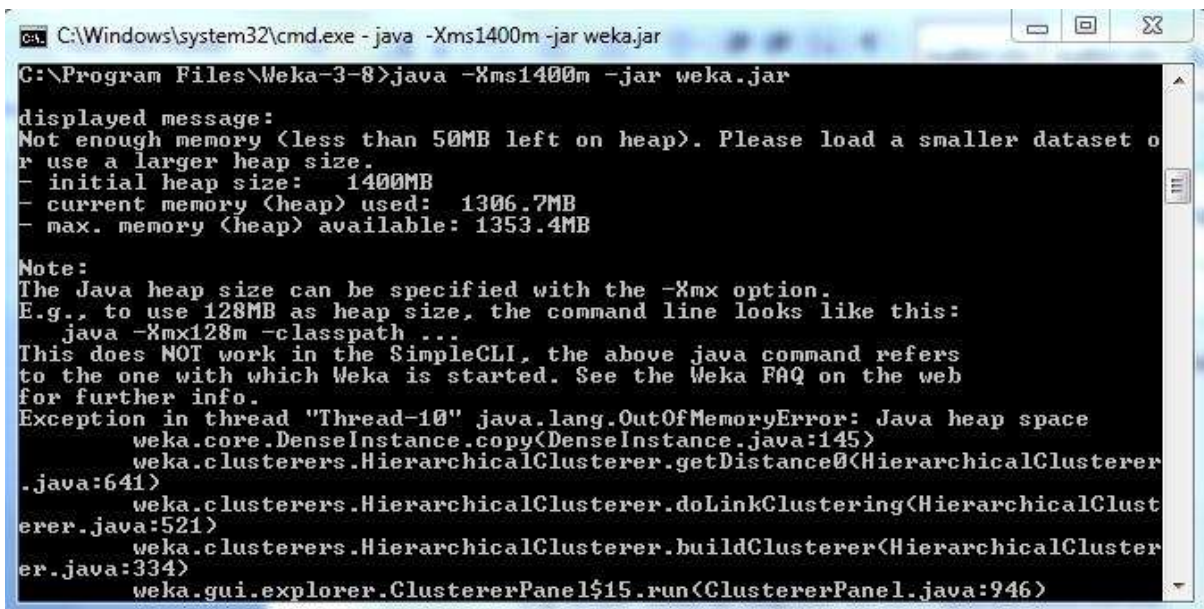 C:\Windows\system32\cmd.exe - java -Xms1400m -jar weka.jar
C:\Program Files\Weka-3-8>java -Xms1400m -jar weka.jar
displayed message:
Not enough memory (less than 50MB left on heap). Please load a smaller dataset o
r use a larger heap size.
- initial heap size:   1400MB
- current memory (heap) used:  1306.7MB
- max. memory (heap) available: 1353.4MB
Note:
The Java heap size can be specified with the -Xmx option.
E.g., to use 128MB as heap size, the command line looks like this:
   java -Xmx128m -classpath ...
This does NOT work in the SimpleCLI, the above java command refers
to the one with which Weka is started. See the Weka FAQ on the web
for further info.
Exception in thread "Thread-10" java.lang.OutOfMemoryError: Java heap space
        weka.core.DenseInstance.copy(DenseInstance.java:145)
        weka.clusterers.HierarchicalClusterer.getDistance0(HierarchicalClusterer
.java:641)
        weka.clusterers.HierarchicalClusterer.doLinkClustering(HierarchicalClust
erer.java:521)
        weka.clusterers.HierarchicalClusterer.buildClusterer(HierarchicalCluster
er.java:334)
        weka.gui.explorer.ClustererPanel$15.run(ClustererPanel.java:946)